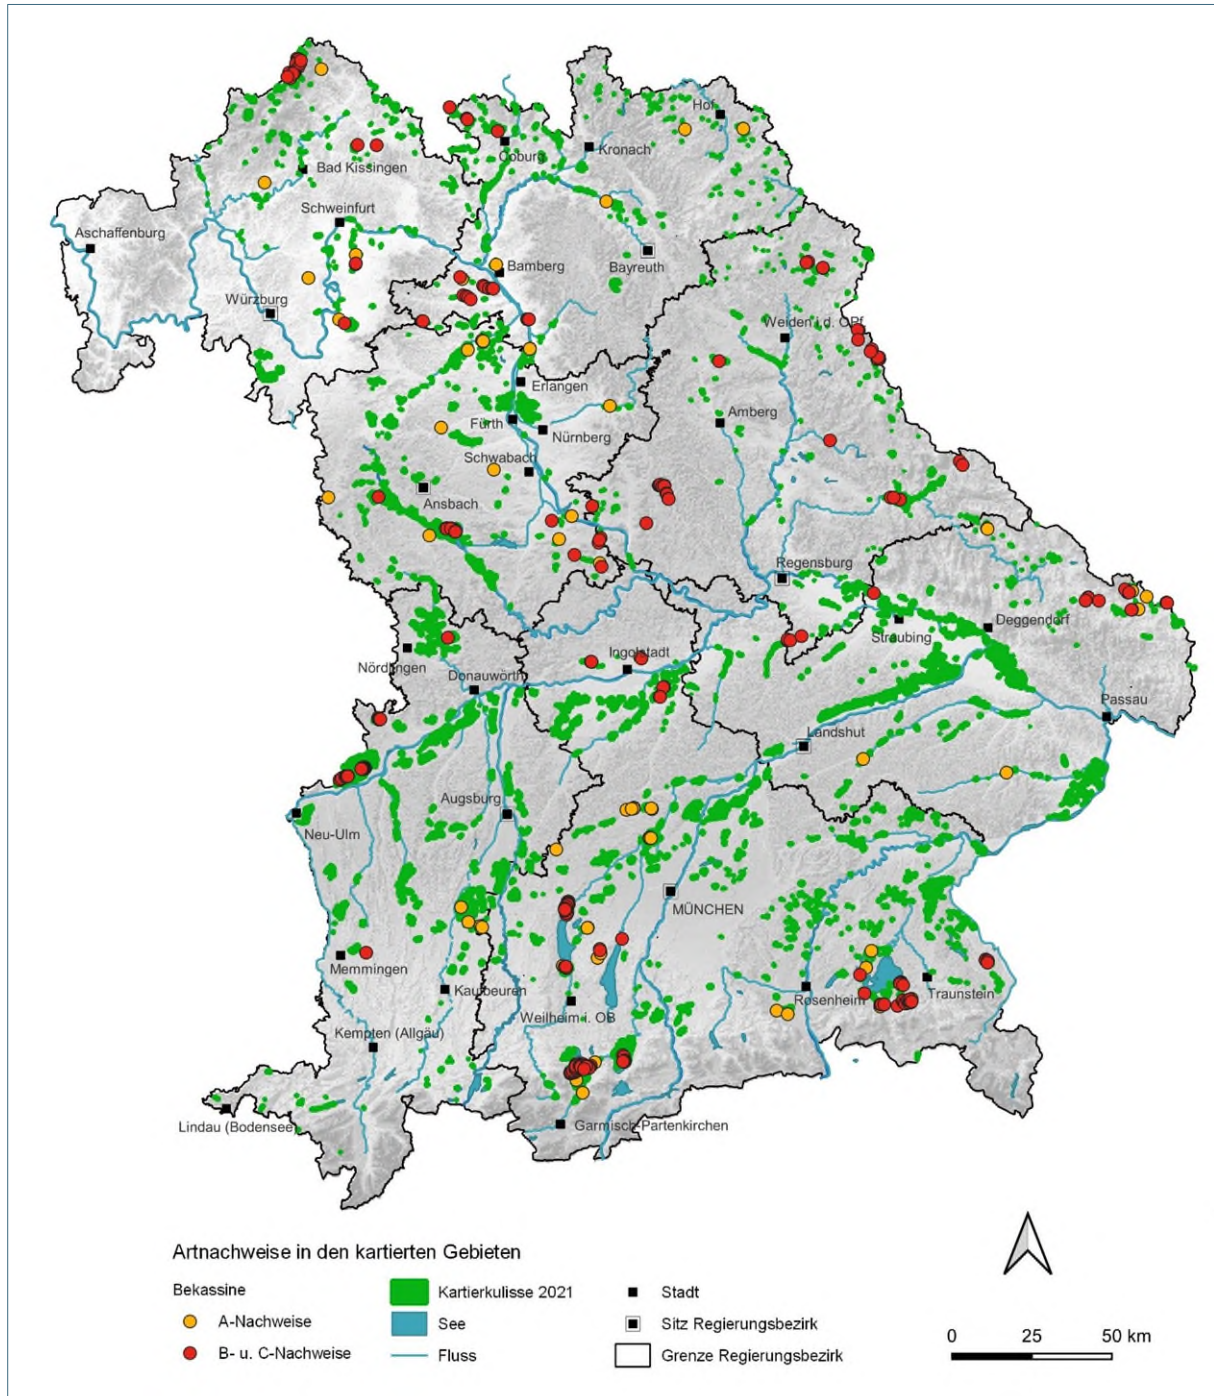 Hof
Coburg
Kronach
Bad Kissingen
Schweinfurt
Aschaffenburg
Bamberg
Bayreuth
Würzburg
Weiden i.d. OPf
Erlangen
Amberg
Fürth
Nürnberg
Schwabach
Ansbach
Regensburg
Straubing
Deggendorf
Nördlingen
Ingolstadt
Donauwörth
Passau
Landshut
Augsburg
Neu-Ulm
MÜNCHEN
Memmingen
Kaufbeuren
Weilheim i. OB
Rosenheim
Traunstein
Kempten (Allgäu)
Lindau (Bodensee)
Garmisch-Partenkirchen
Artnachweise in den kartierten Gebieten
Bekassine
A-Nachweise
B- u. C-Nachweise
Kartierkulisse 2021
See
Fluss
Stadt
Sitz Regierungsbezirk
Grenze Regierungsbezirk
0 25 50 km